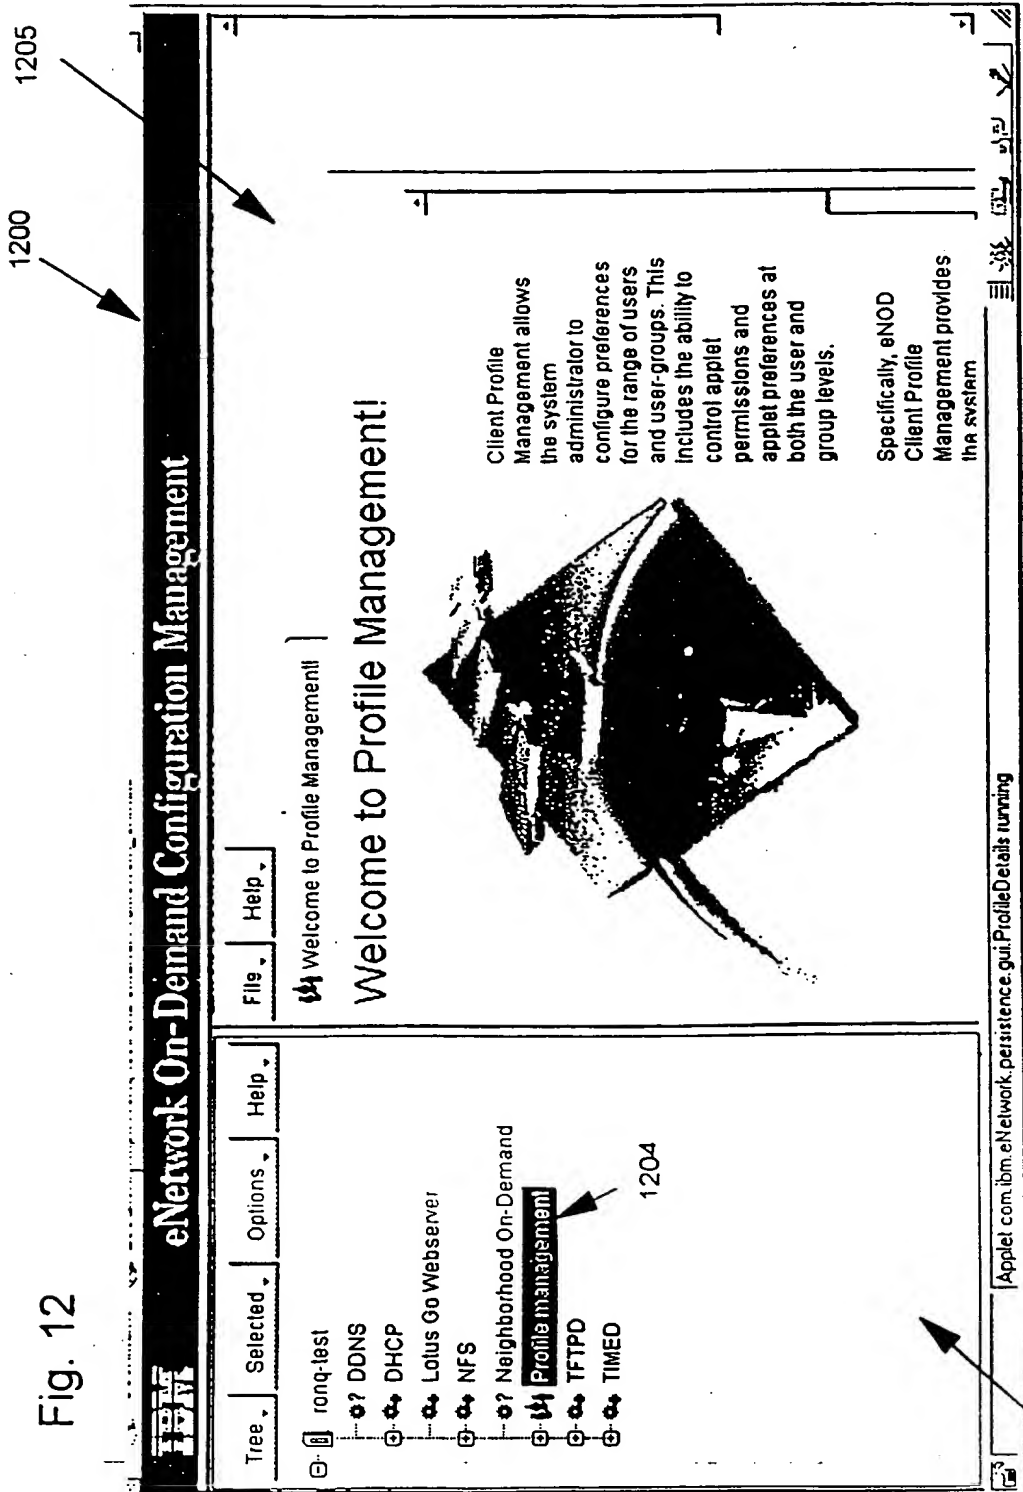 Fig. 12
1200
1205
IBM eNetwork On-Demand Configuration Management
Tree Selected Options Help
ronq-test
? DDNS
DHCP
Lotus Go Webserver
NFS
? Neighborhood On-Demand
Profile management
TFTPD
TIMED
1204
File Help
Welcome to Profile Management!
Welcome to Profile Management!
Client Profile
Management allows
the system
administrator to
configure preferences
for the range of users
and user-groups. This
includes the ability to
control applet
permissions and
applet preferences at
both the user and
group levels.
Specifically, eNOD
Client Profile
Management provides
the system
Applet com.ibm.eNetwork.persistence.gui.ProfileDetails running